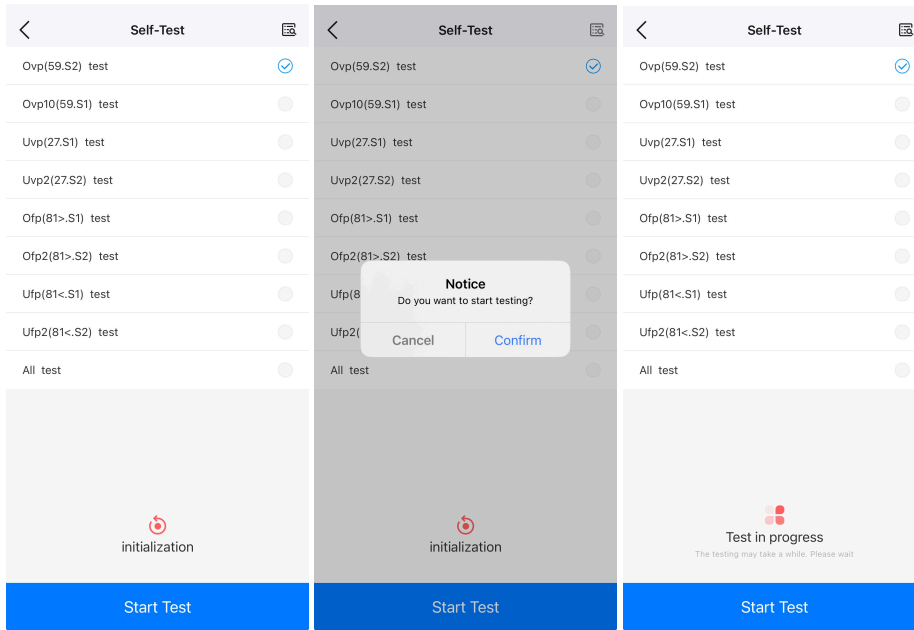 Self-Test
Ovp(59.S2) test
Ovp10(59.S1) test
Uvp(27.S1) test
Uvp2(27.S2) test
Ofp(81>.S1) test
Ofp2(81>.S2) test
Ufp(81<.S1) test
Ufp2(81<.S2) test
All test
initialization
Start Test
Self-Test
Ovp(59.S2) test
Ovp10(59.S1) test
Uvp(27.S1) test
Uvp2(27.S2) test
Ofp(81>.S1) test
Ofp2(81>.S2) test
Ufp(8
Ufp2(
Notice
Do you want to start testing?
Cancel
Confirm
All test
initialization
Start Test
Self-Test
Ovp(59.S2) test
Ovp10(59.S1) test
Uvp(27.S1) test
Uvp2(27.S2) test
Ofp(81>.S1) test
Ofp2(81>.S2) test
Ufp(81<.S1) test
Ufp2(81<.S2) test
All test
Test in progress
The testing may take a while. Please wait
Start Test